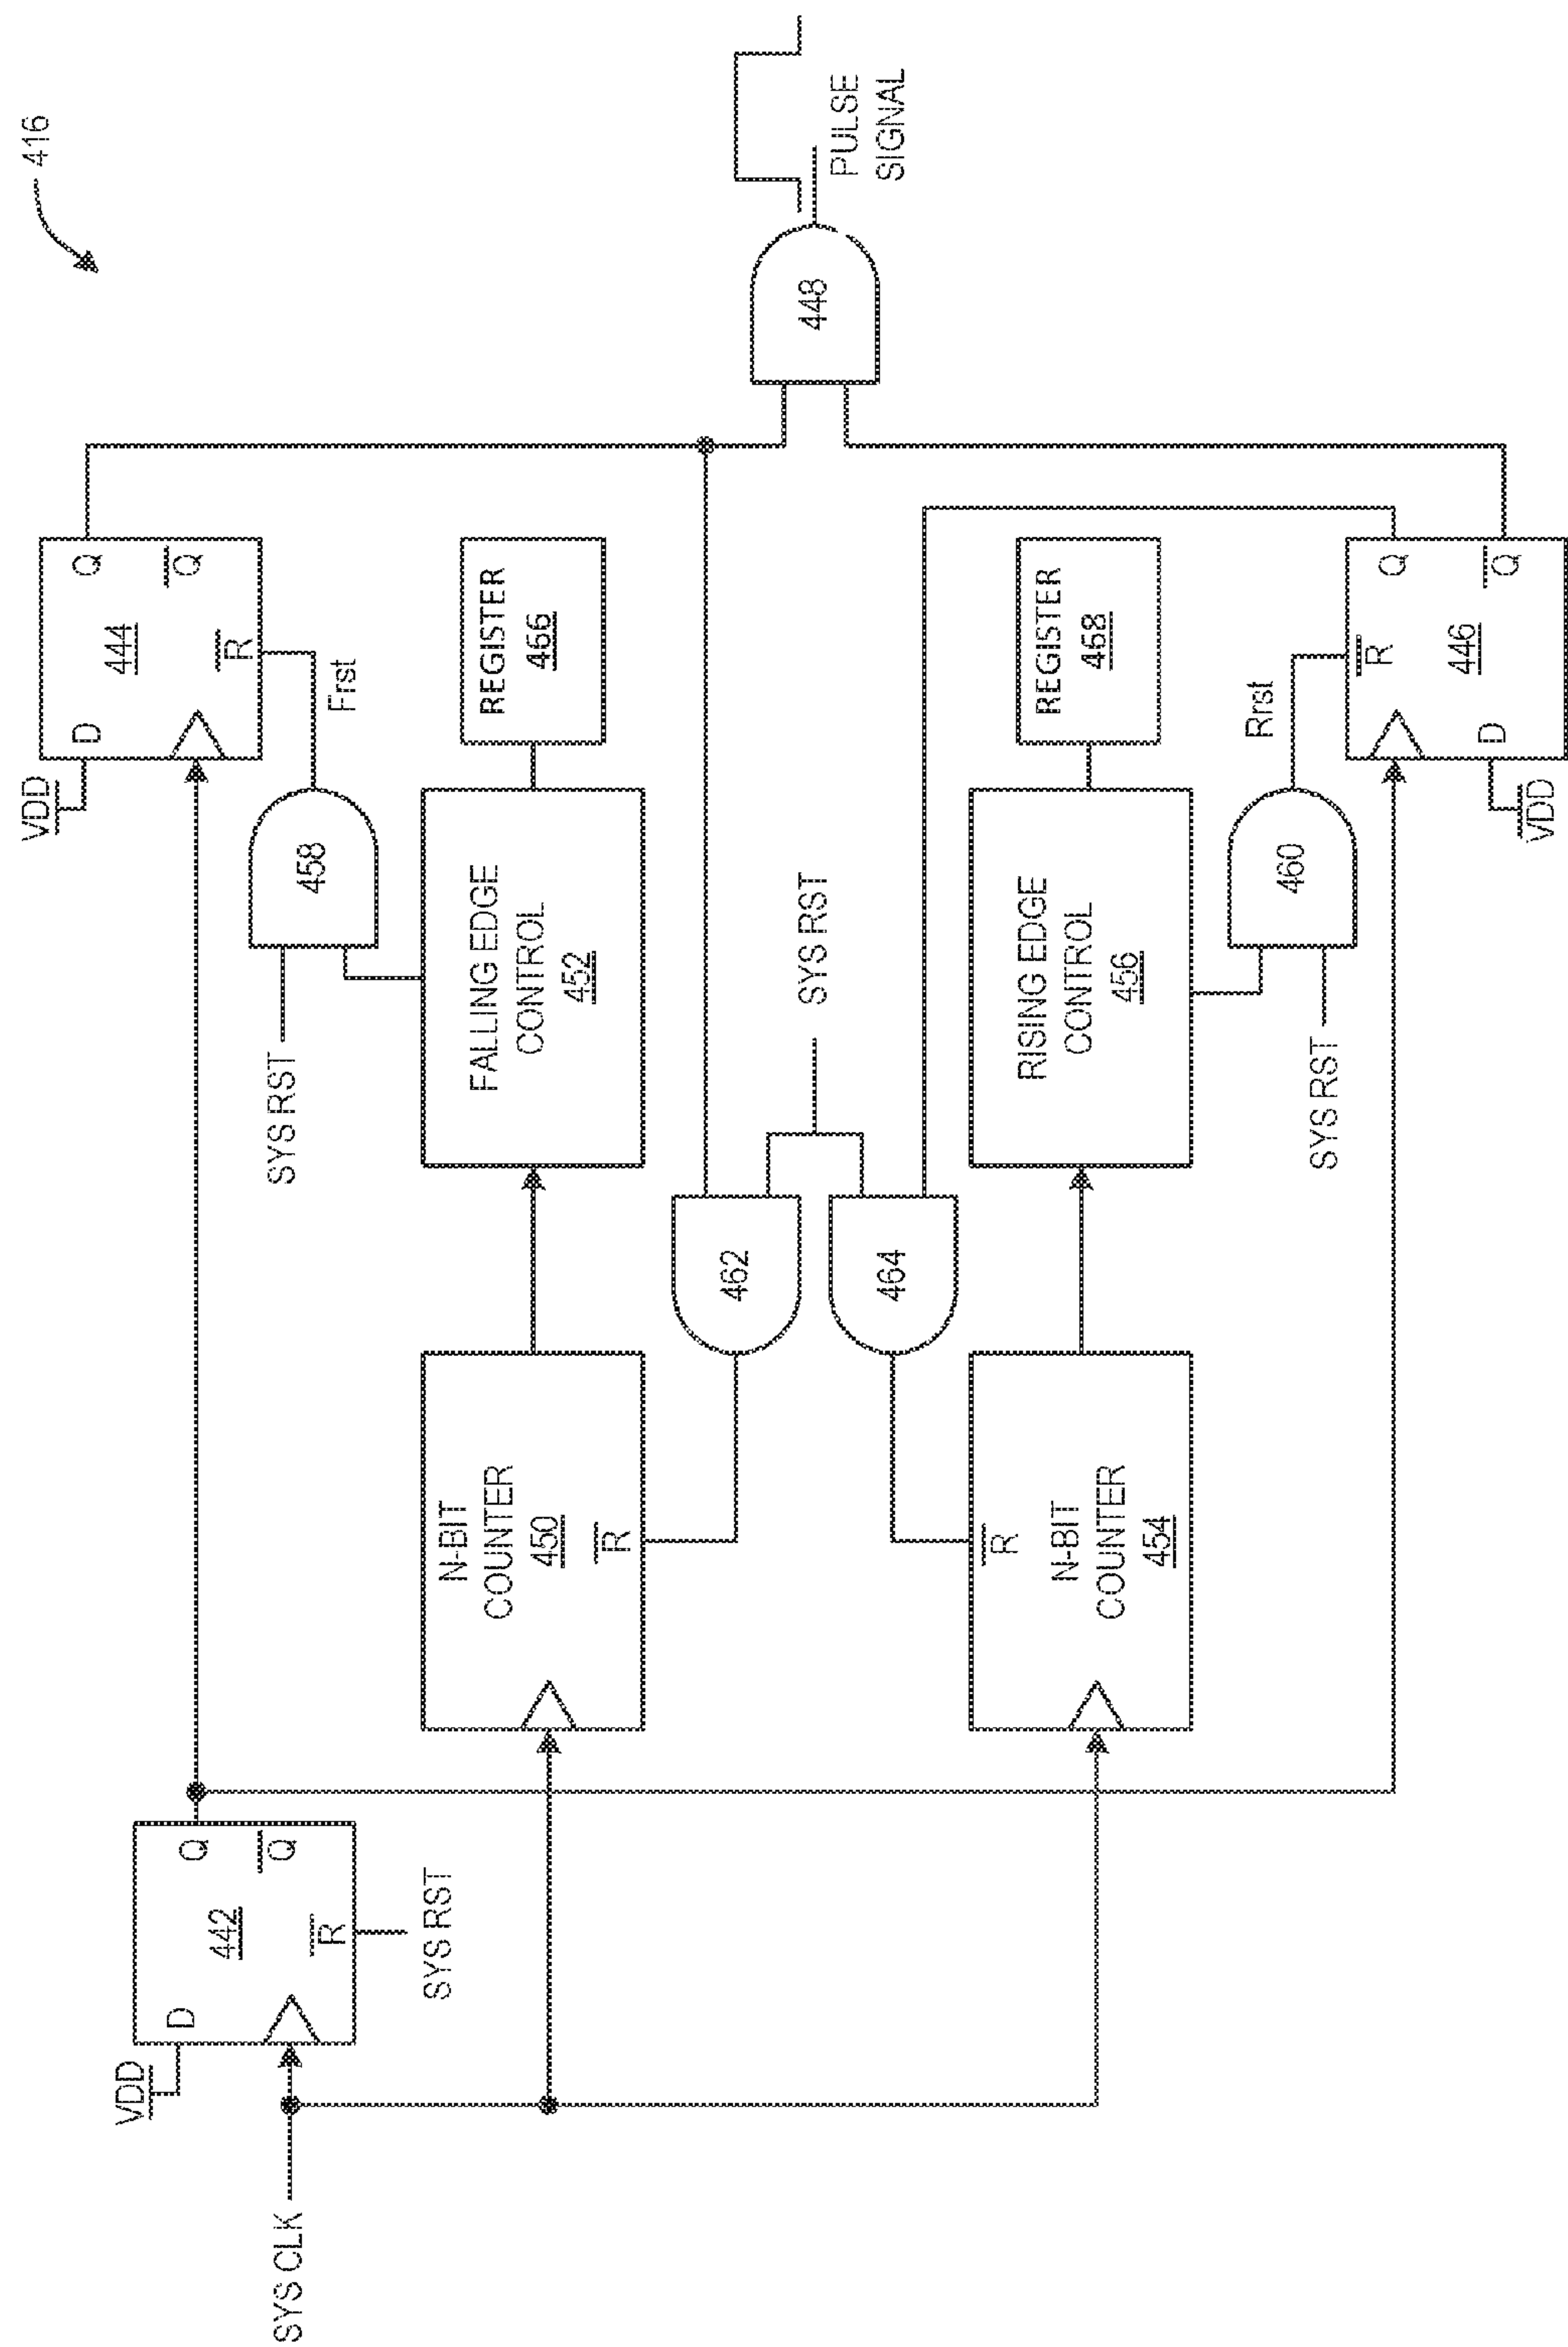 416
VDD
D
Q
444
Q
R
Frst
SYS RST
458
VDD
D
Q
442
Q
R
SYS RST
SYS CLK
N-BIT
COUNTER
450
R
FALLING EDGE
CONTROL
452
REGISTER
466
462
SYS RST
464
448
PULSE
SIGNAL
R
N-BIT
COUNTER
454
RISING EDGE
CONTROL
456
REGISTER
468
SYS RST
460
Rrst
R
Q
446
D
Q
VDD